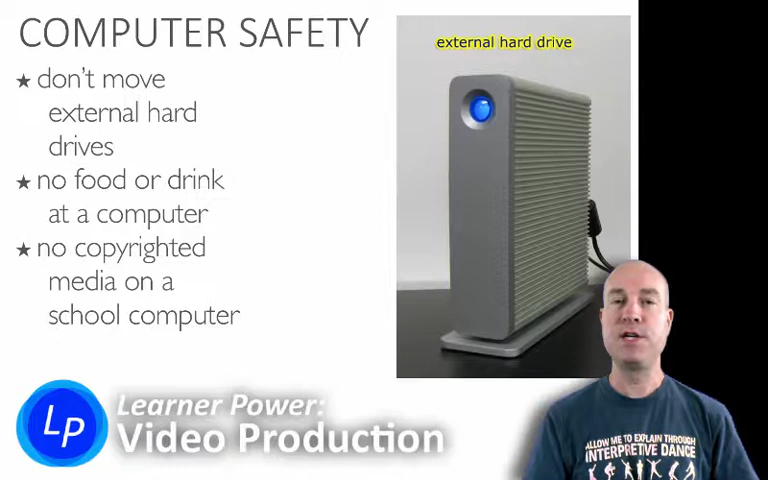 COMPUTER SAFETY
★ don't move
external hard
drives
★ no food or drink
at a computer
★ no copyrighted
media on a
school computer
external hard drive
LP
Learner Power:
Video Production
ALLOW ME TO EXPLAIN THROUGH
INTERPRETIVE DANCE